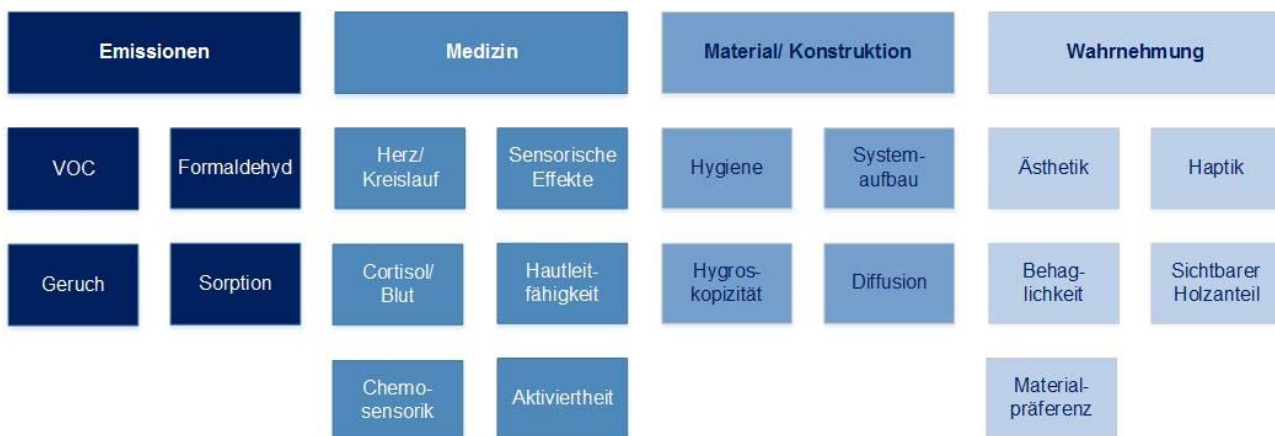 Emissionen
Medizin
Material/ Konstruktion
Wahrnehmung
VOC
Formaldehyd
Herz/
Kreislauf
Sensorische
Effekte
Hygiene
System-
aufbau
Ästhetik
Haptik
Geruch
Sorption
Cortisol/
Blut
Hautleit-
fähigkeit
Hygros-
kopizität
Diffusion
Behag-
lichkeit
Sichtbarer
Holzanteil
Chemo-
sensorik
Aktiviertheit
Material-
präferenz